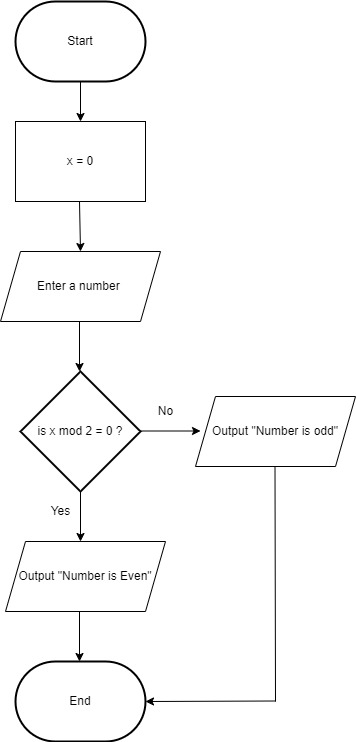 Start
x = 0
Enter a number
is x mod 2 = 0 ?
No
Output "Number is odd"
Yes
Output "Number is Even"
End